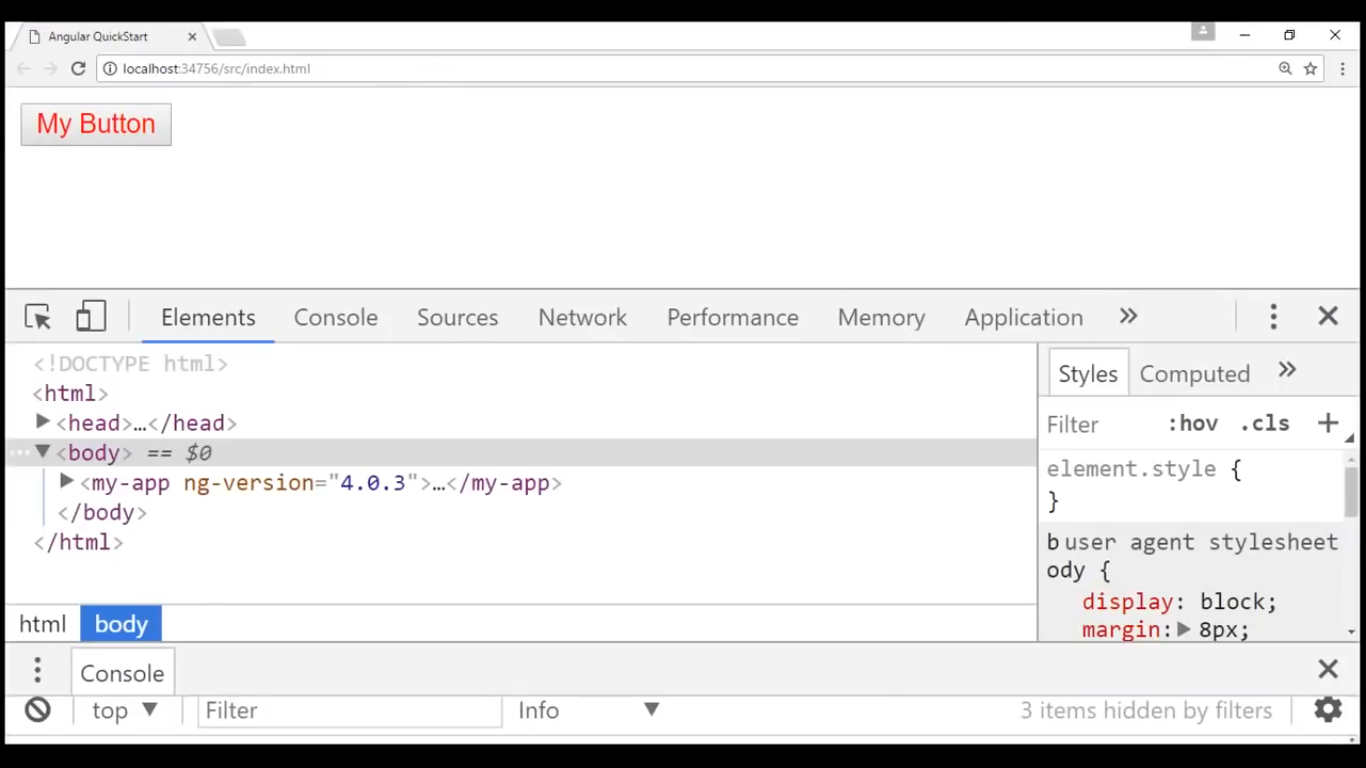 Angular QuickStart
localhost:34756/src/index.html
My Button
Elements Console Sources Network Performance Memory Application »
<!DOCTYPE html>
<html>
▶<head>…</head>
▼<body> == $0
▶<my-app ng-version="4.0.3">…</my-app>
</body>
</html>
html body
Styles Computed »
Filter :hov .cls +
element.style {
}
b user agent stylesheet
ody {
display: block;
margin:▶8px;
Console
top ▼ Filter Info ▼ 3 items hidden by filters